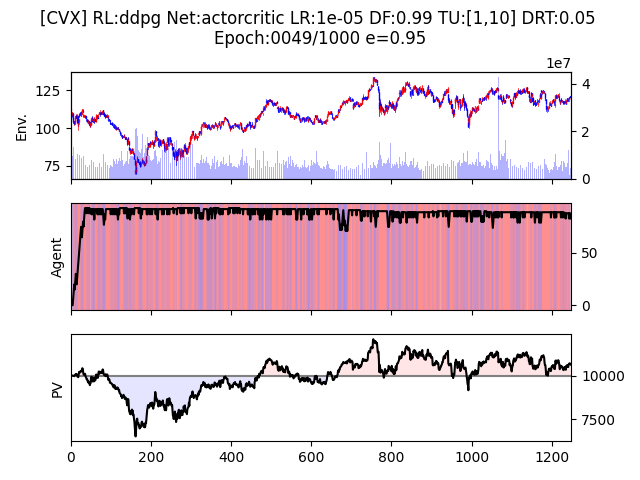 [CVX] RL:ddpg Net:actorcritic LR:1e-05 DF:0.99 TU:[1,10] DRT:0.05
Epoch:0049/1000 e=0.95
1e7
Env.
125
100
75
4
2
0
Agent
50
0
PV
10000
7500
0 200 400 600 800 1000 1200